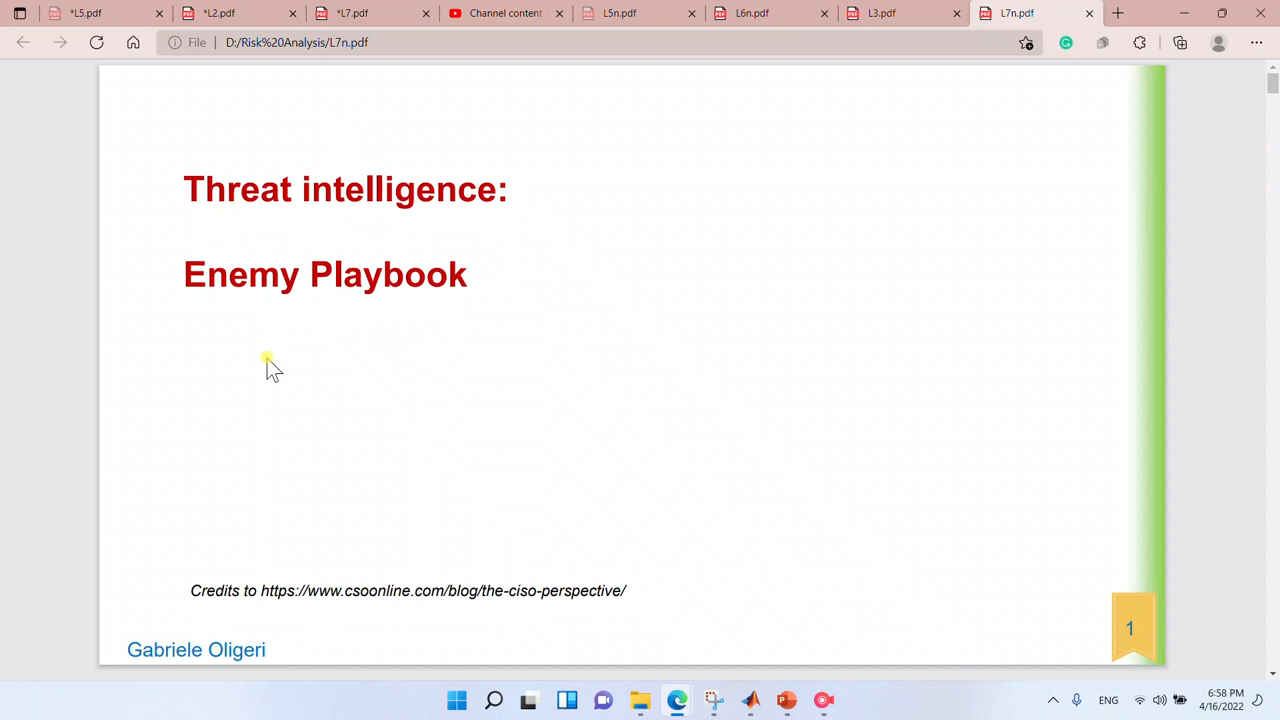 *L5.pdf
*L2.pdf
*L7.pdf
Channel content
L5n.pdf
L6n.pdf
L3.pdf
L7n.pdf
File
D:/Risk%20Analysis/L7n.pdf
Threat intelligence:
Enemy Playbook
Credits to https://www.csoonline.com/blog/the-ciso-perspective/
Gabriele Oligeri
1
ENG
6:58 PM
4/16/2022